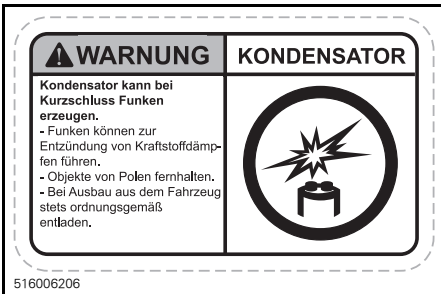 WARNUNG
Kondensator kann bei
Kurzschluss Funken
erzeugen.
- Funken können zur
Entzündung von Kraftstoffdämp-
fen führen.
- Objekte von Polen fernhalten.
- Bei Ausbau aus dem Fahrzeug
stets ordnungsgemäß
entladen.
KONDENSATOR
516006206